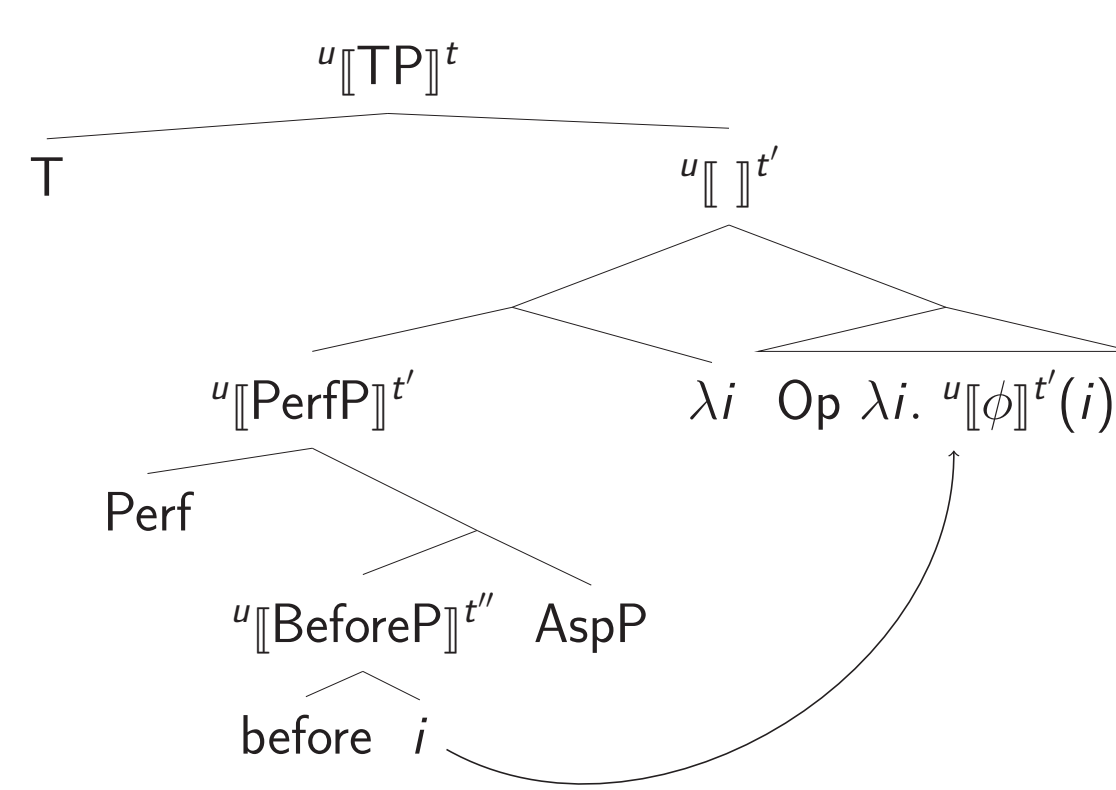 ᵘ⟦TP⟧ᵗ
T
ᵘ⟦ ⟧ᵗ′
ᵘ⟦PerfP⟧ᵗ′ λi Op λi. ᵘ⟦ϕ⟧ᵗ′(i)
Perf
ᵘ⟦BeforeP⟧ᵗ″ AspP
before i